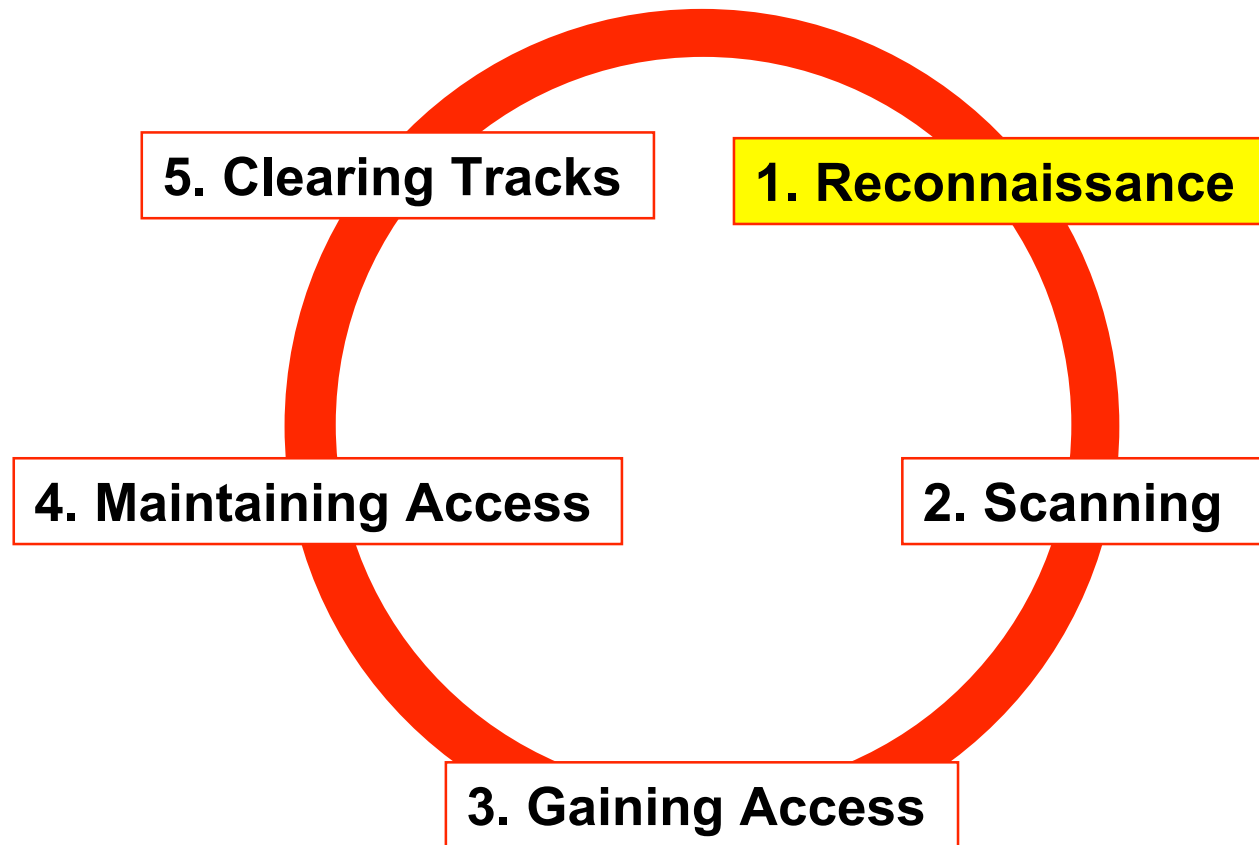 5. Clearing Tracks
1. Reconnaissance
4. Maintaining Access
2. Scanning
3. Gaining Access